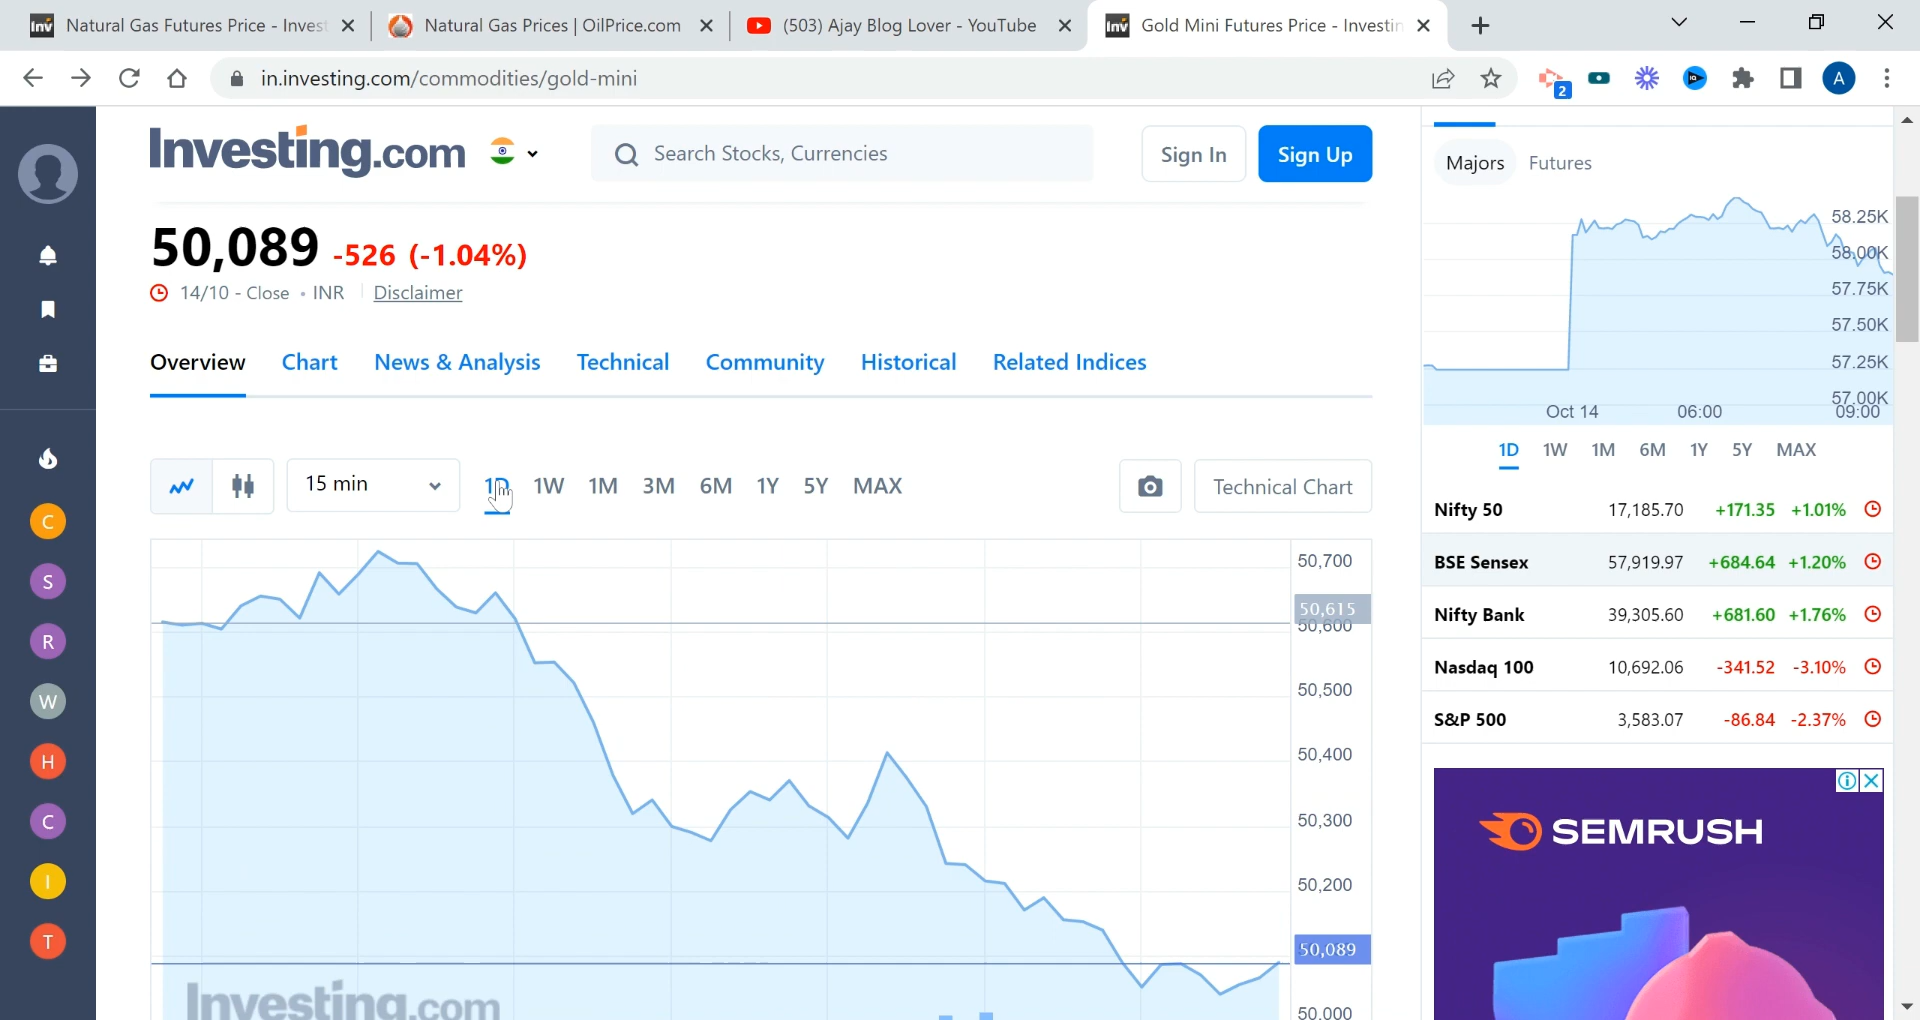 Natural Gas Futures Price - Invest
Natural Gas Prices | OilPrice.com
(503) Ajay Blog Lover - YouTube
Gold Mini Futures Price - Investin
in.investing.com/commodities/gold-mini
2
A
Investing.com
Search Stocks, Currencies
Sign In
Sign Up
50,089 -526 (-1.04%)
14/10 - Close • INR
Disclaimer
Overview Chart News & Analysis Technical Community Historical Related Indices
15 min
1D 1W 1M 3M 6M 1Y 5Y MAX
Technical Chart
50,700
50,615
50,600
50,500
50,400
50,300
50,200
50,089
50,000
Investing.com
C
S
R
W
H
C
I
T
Majors Futures
58.25K
58.00K
57.75K
57.50K
57.25K
57.00K
Oct 14 06:00 09:00
1D 1W 1M 6M 1Y 5Y MAX
Nifty 50 17,185.70 +171.35 +1.01%
BSE Sensex 57,919.97 +684.64 +1.20%
Nifty Bank 39,305.60 +681.60 +1.76%
Nasdaq 100 10,692.06 -341.52 -3.10%
S&P 500 3,583.07 -86.84 -2.37%
SEMRUSH